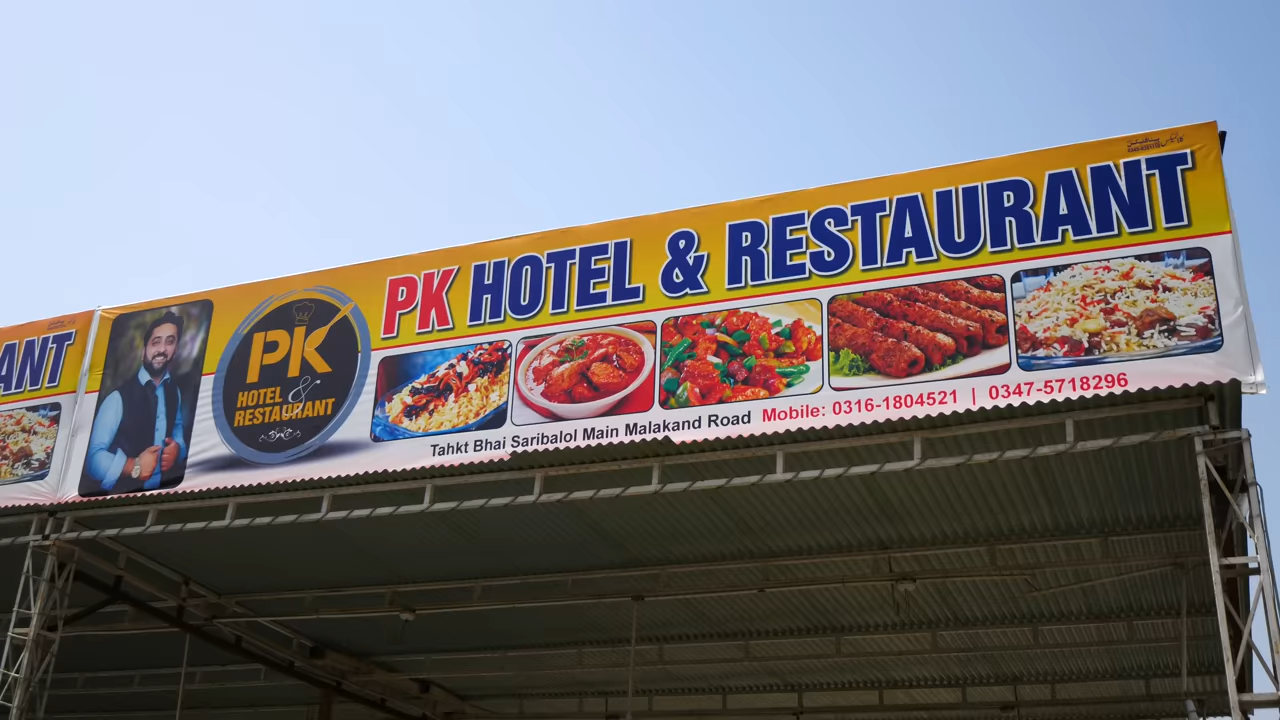 PK HOTEL & RESTAURANT
ANT
PK
HOTEL &
RESTAURANT
Tahkt Bhai Saribalol Main Malakand Road Mobile: 0316-1804521 | 0347-5718296